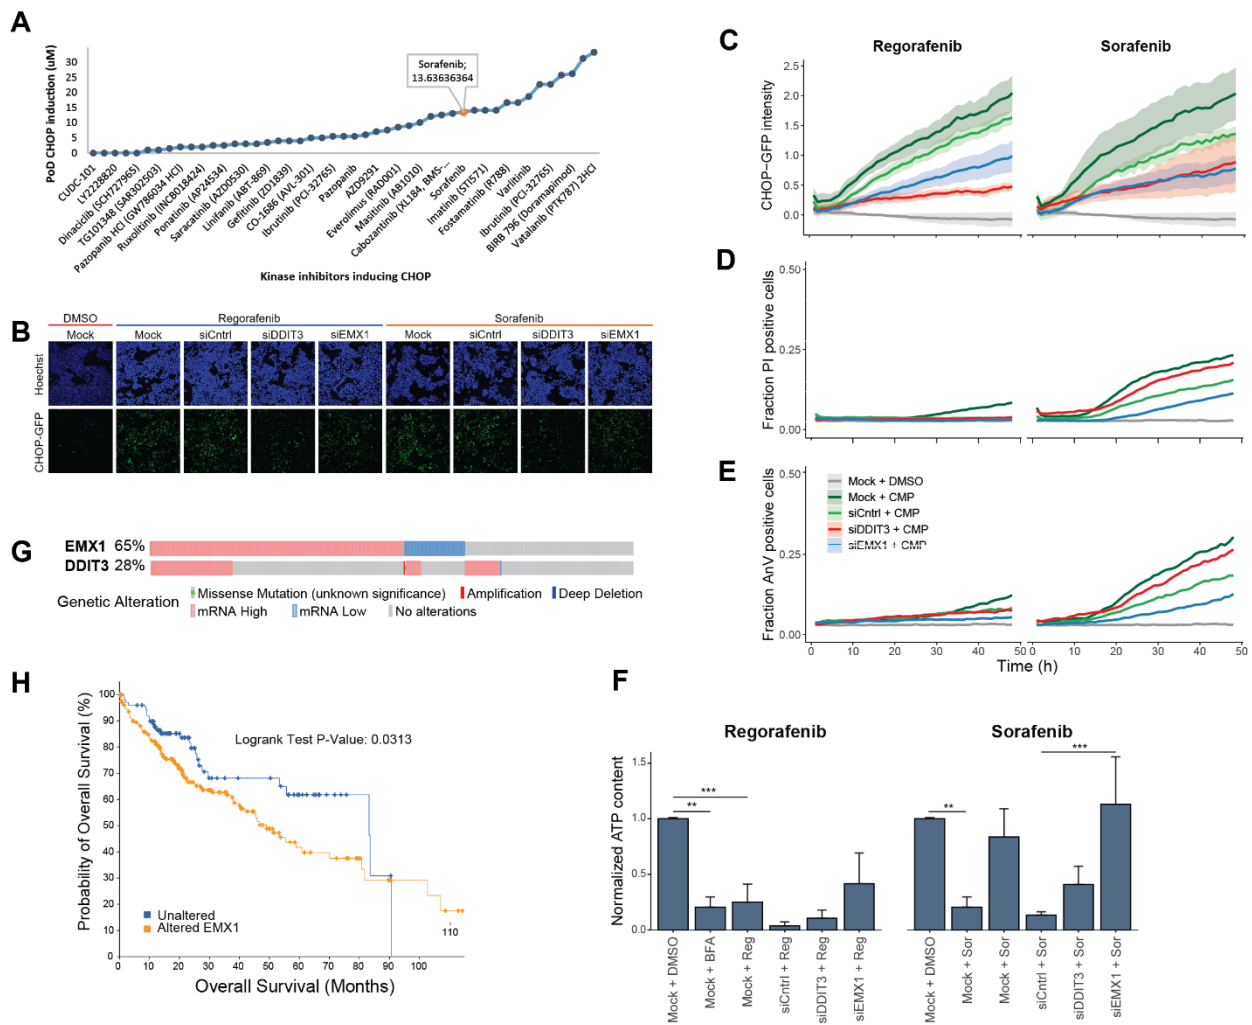 A
PoD CHOP induction (uM)
30
25
20
15
10
5
0
Sorafenib;
13.63636364
CUDC-101
LY2228820
Dinaciclib (SCH727965)
TG101348 (SAR302503)
Pazopanib HCl (GW786034 HCl)
Ruxolitinib (INCB018424)
Ponatinib (AP24534)
Saracatinib (AZD0530)
Linifanib (ABT-869)
Gefitinib (ZD1839)
CO-1686 (AVL-301)
Ibrutinib (PCI-32765)
Pazopanib
AZD9291
Everolimus (RAD001)
Masitinib (AB1010)
Cabozantinib (XL184, BMS-...
Sorafenib
Imatinib (STI571)
Fostamatinib (R788)
Varlitinib
Ibrutinib (PCI-32765)
BIRB 796 (Doramapimod)
Vatalanib (PTK787) 2HCl
Kinase inhibitors inducing CHOP
B
DMSO
Regorafenib
Sorafenib
Mock
Mock
siCntrl
siDDIT3
siEMX1
Mock
siCntrl
siDDIT3
siEMX1
Hoechst
CHOP-GFP
C
Regorafenib
Sorafenib
CHOP−GFP intensity
2.5
2.0
1.5
1.0
0.5
0.0
D
Fraction PI positive cells
0.50
0.25
0.00
E
Fraction AnV positive cells
0.50
0.25
0.00
Mock + DMSO
Mock + CMP
siCntrl + CMP
siDDIT3 + CMP
siEMX1 + CMP
0 10 20 30 40 50 10 20 30 40 50
Time (h)
G
EMX1 65%
DDIT3 28%
Genetic Alteration
Missense Mutation (unknown significance)
Amplification
Deep Deletion
mRNA High
mRNA Low
No alterations
H
Probability of Overall Survival (%)
100
90
80
70
60
50
40
30
20
10
0
Logrank Test P-Value: 0.0313
Unaltered
Altered EMX1
110
0 10 20 30 40 50 60 70 80 90 100
Overall Survival (Months)
F
Regorafenib
Sorafenib
Normalized ATP content
1.5
1.0
0.5
0.0
***
**
**
***
Mock + DMSO
Mock + BFA
Mock + Reg
siCntrl + Reg
siDDIT3 + Reg
siEMX1 + Reg
Mock + DMSO
Mock + Sor
Mock + Sor
siCntrl + Sor
siDDIT3 + Sor
siEMX1 + Sor